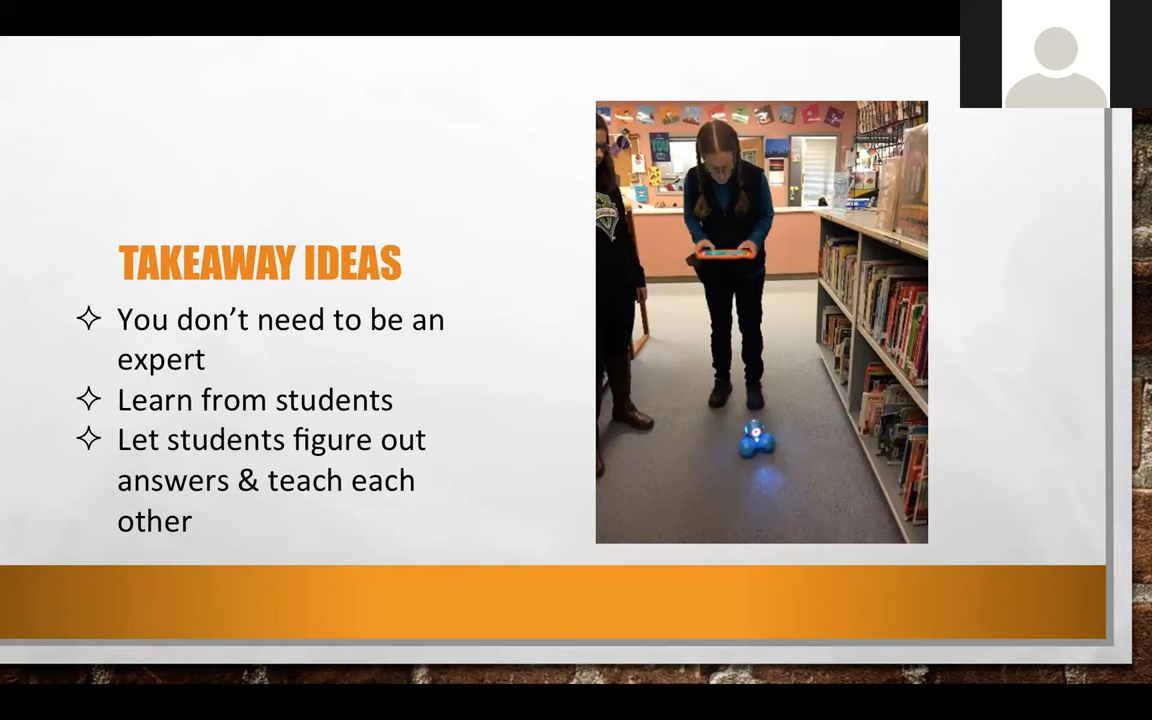 TAKEAWAY IDEAS
✧ You don’t need to be an
expert
✧ Learn from students
✧ Let students figure out
answers & teach each
other
YOU